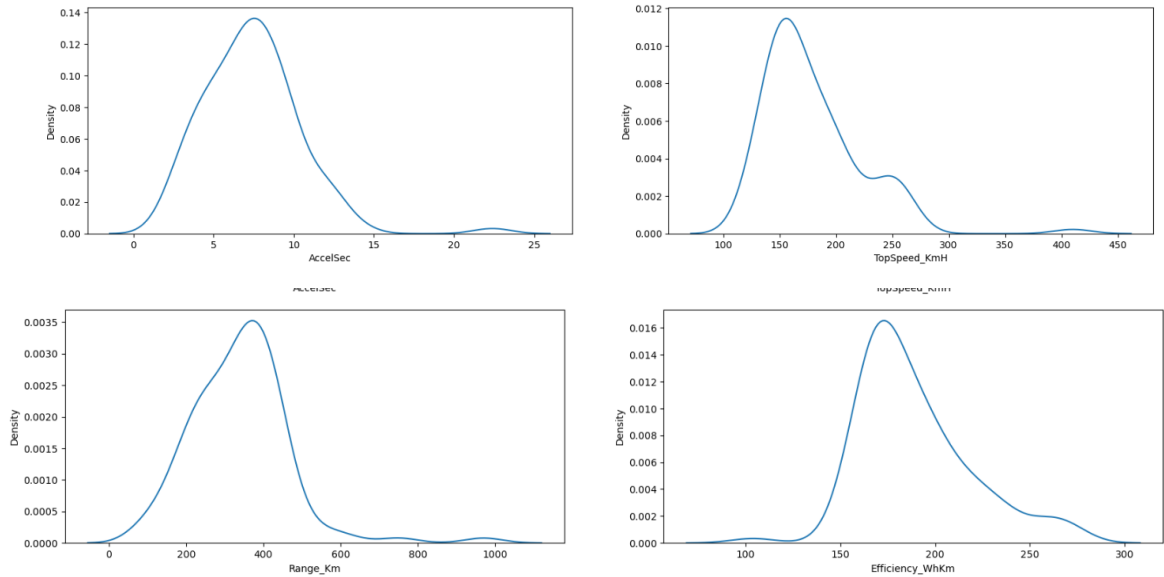 0.14
0.12
0.10
0.08
0.06
0.04
0.02
0.00
Density
0 5 10 15 20 25
AccelSec
0.012
0.010
0.008
0.006
0.004
0.002
0.000
Density
100 150 200 250 300 350 400 450
TopSpeed_KmH
AccelSec
TopSpeed_KmH
0.0035
0.0030
0.0025
0.0020
0.0015
0.0010
0.0005
0.0000
Density
0 200 400 600 800 1000
Range_Km
0.016
0.014
0.012
0.010
0.008
0.006
0.004
0.002
0.000
Density
100 150 200 250 300
Efficiency_WhKm